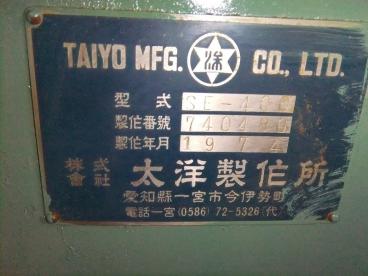 TAIYO MFG. CO., LTD.
型式 SE-400
製作番號
製作年月 1974
株式會社 太洋製作所
愛知縣一宮市今伊勢町
電話一宮(0586)72-5326(代)